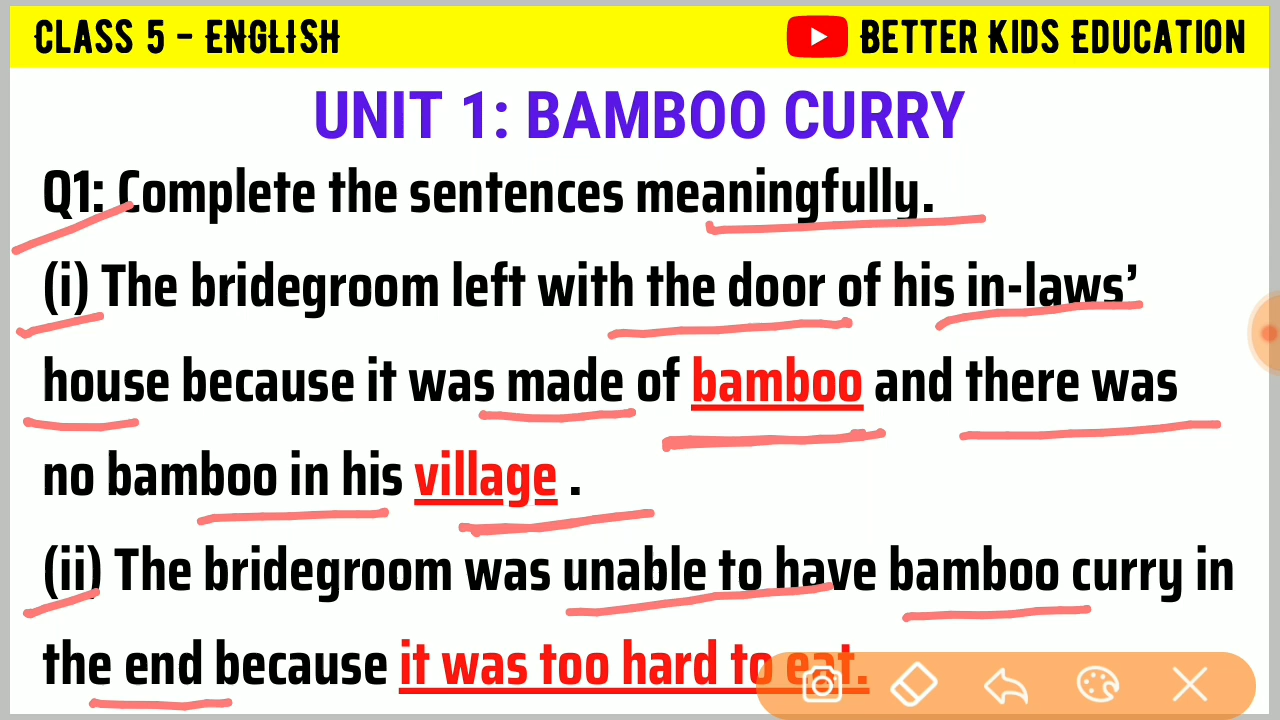 CLASS 5 - ENGLISH
BETTER KIDS EDUCATION
UNIT 1: BAMBOO CURRY
Q1: Complete the sentences meaningfully.
(i) The bridegroom left with the door of his in-laws’
house because it was made of bamboo and there was
no bamboo in his village .
(ii) The bridegroom was unable to have bamboo curry in
the end because it was too hard to eat.